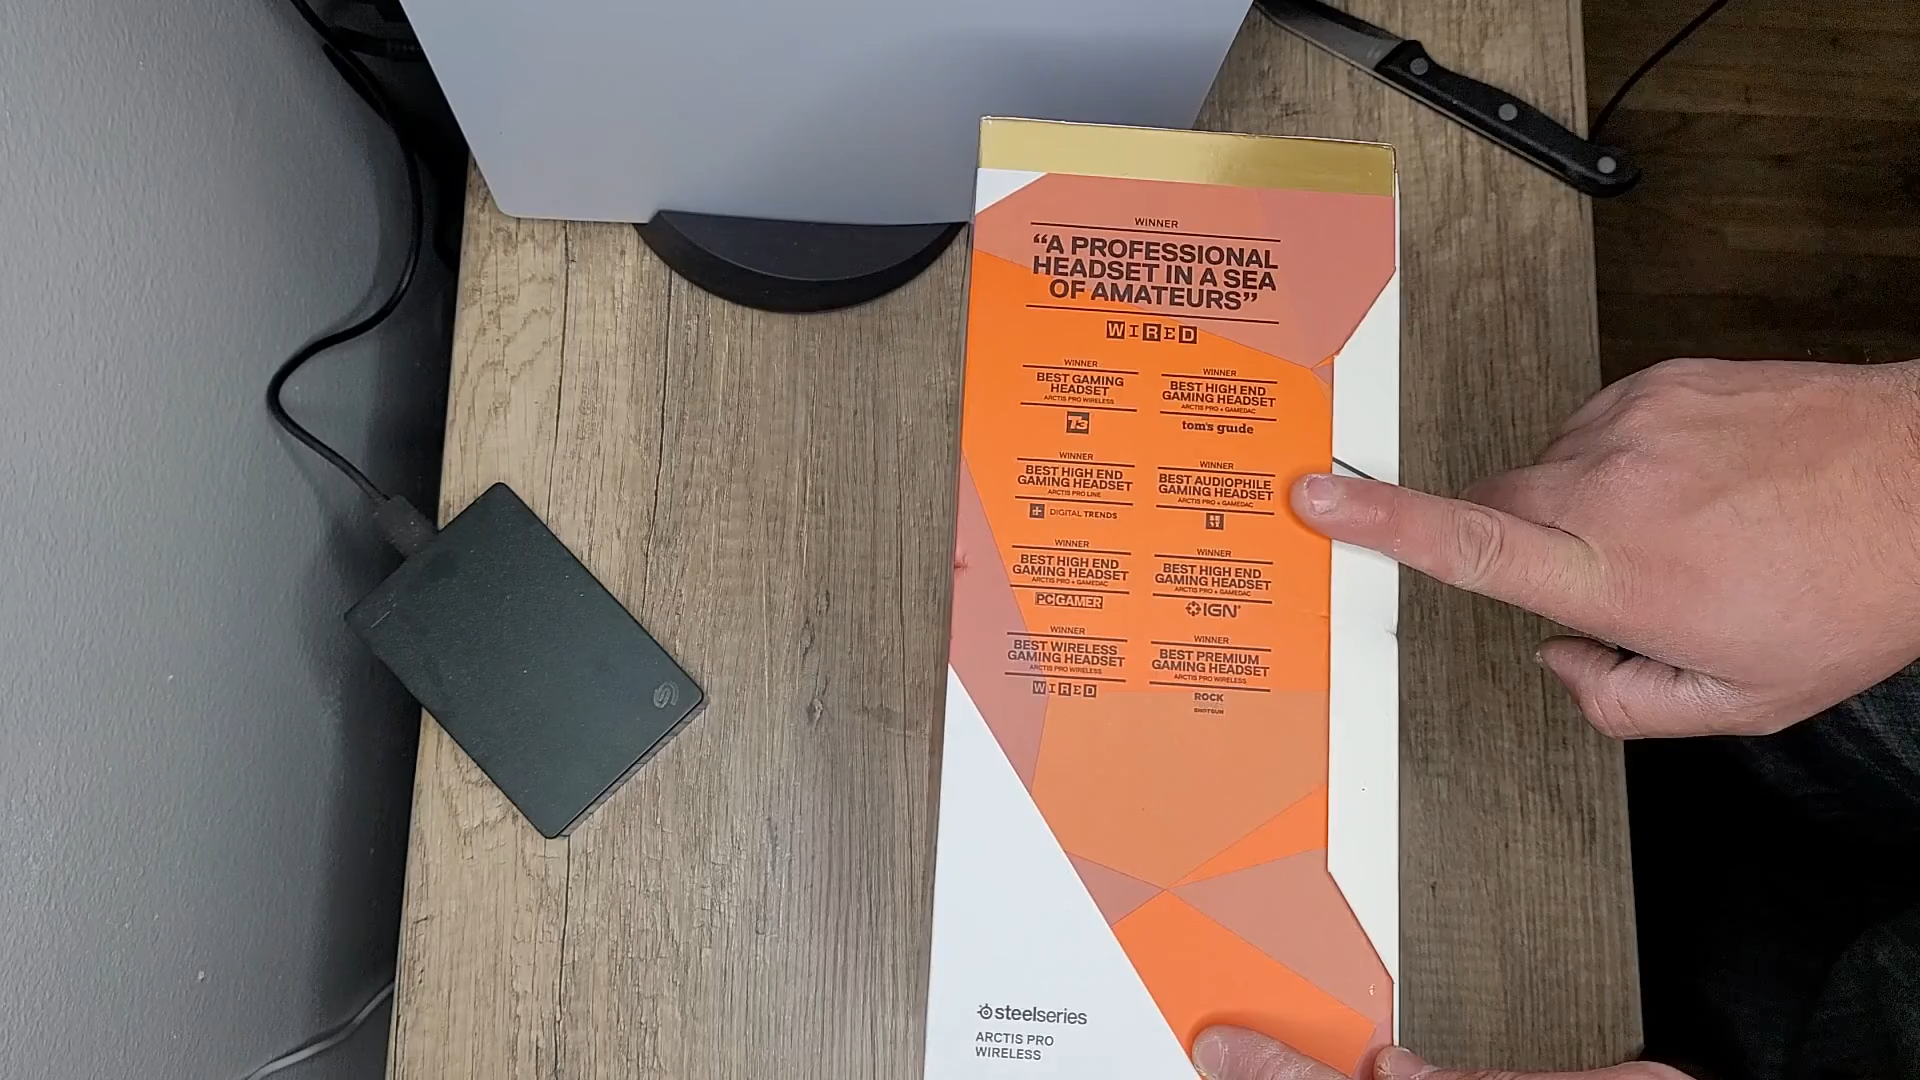 WINNER
“A PROFESSIONAL
HEADSET IN A SEA
OF AMATEURS”
WIRED
WINNER
BEST GAMING
HEADSET
ARCTIS PRO WIRELESS
T3
WINNER
BEST HIGH END
GAMING HEADSET
ARCTIS PRO + GAMEDAC
tom's guide
WINNER
BEST HIGH END
GAMING HEADSET
ARCTIS PRO LINE
DIGITAL TRENDS
WINNER
BEST AUDIOPHILE
GAMING HEADSET
ARCTIS PRO + GAMEDAC
WINNER
BEST HIGH END
GAMING HEADSET
ARCTIS PRO + GAMEDAC
PC GAMER
WINNER
BEST HIGH END
GAMING HEADSET
ARCTIS PRO + GAMEDAC
IGN
WINNER
BEST WIRELESS
GAMING HEADSET
ARCTIS PRO WIRELESS
WIRED
WINNER
BEST PREMIUM
GAMING HEADSET
ARCTIS PRO WIRELESS
ROCK
SHOTGUN
steelseries
ARCTIS PRO
WIRELESS